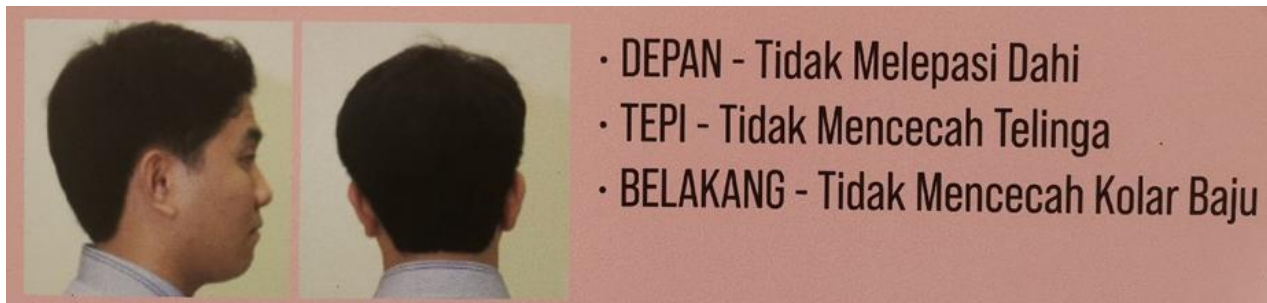 · DEPAN - Tidak Melepasi Dahi
· TEPI - Tidak Mencecah Telinga
· BELAKANG - Tidak Mencecah Kolar Baju